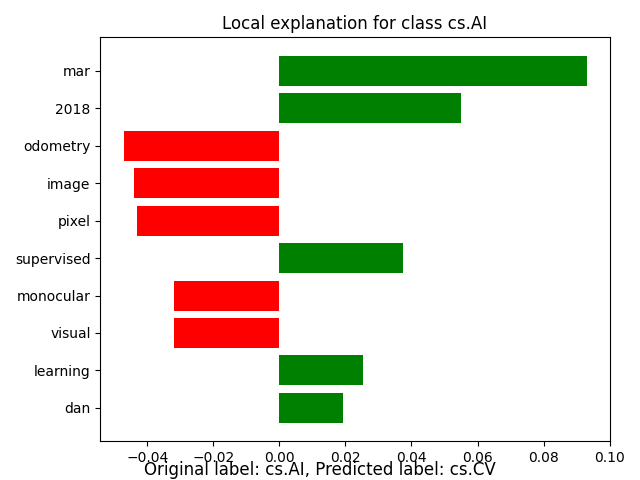 Local explanation for class cs.AI
mar
2018
odometry
image
pixel
supervised
monocular
visual
learning
dan
−0.04 −0.02 0.00 0.02 0.04 0.06 0.08 0.10
Original label: cs.AI, Predicted label: cs.CV